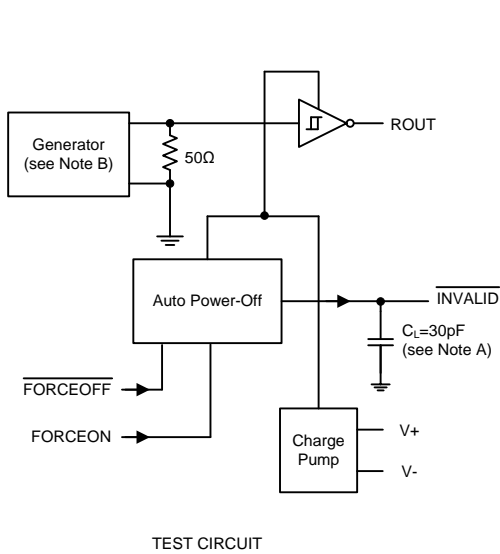 Generator
(see Note B)
50Ω
ROUT
Auto Power-Off
INVALID
C<sub>L</sub>=30pF
(see Note A)
FORCEOFF
FORCEON
Charge
Pump
V+
V-
TEST CIRCUIT